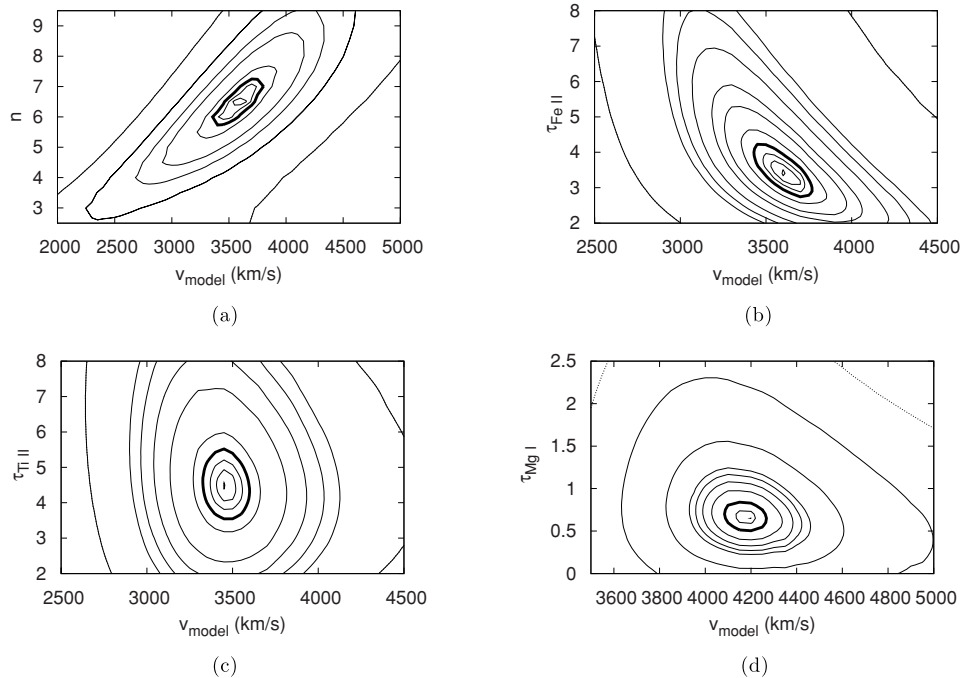 9
8
7
6
5
4
3
n
2000 2500 3000 3500 4000 4500 5000
v_model (km/s)
(a)
8
7
6
5
4
3
2
τ_Fe II
2500 3000 3500 4000 4500
v_model (km/s)
(b)
8
7
6
5
4
3
2
τ_Ti II
2500 3000 3500 4000 4500
v_model (km/s)
(c)
2.5
2
1.5
1
0.5
0
τ_Mg I
3600 3800 4000 4200 4400 4600 4800 5000
v_model (km/s)
(d)